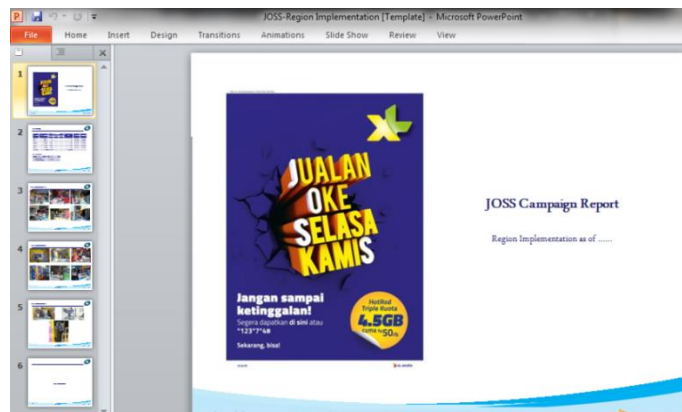 JOSS-Region Implementation [Template] - Microsoft PowerPoint
File Home Insert Design Transitions Animations Slide Show Review View
1
2
3
4
5
6
XL
JUALAN
OKE
SELASA
KAMIS
JOSS Campaign Report
Region Implementation as of ......
Jangan sampai
ketinggalan!
Segera dapatkan di sini atau
*123*7*4#
Sekarang, bisa!
HotRod
Triple Kuota
4.5GB